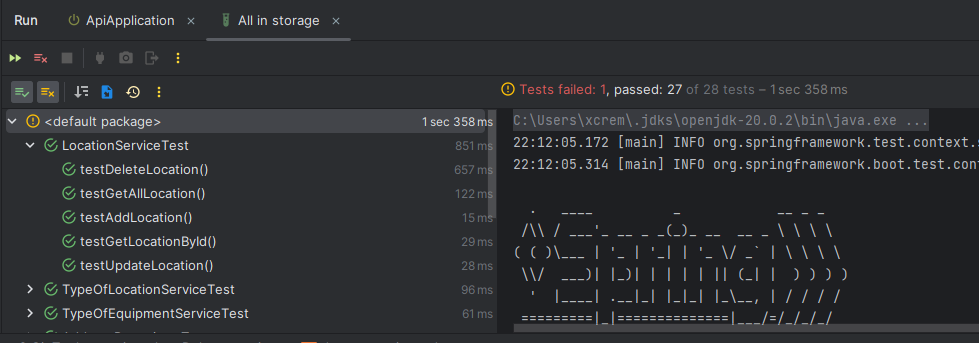 Run ApiApplication × All in storage ×
Tests failed: 1, passed: 27 of 28 tests – 1 sec 358 ms
<default package> 1 sec 358 ms
LocationServiceTest 851 ms
testDeleteLocation() 657 ms
testGetAllLocation() 122 ms
testAddLocation() 15 ms
testGetLocationById() 29 ms
testUpdateLocation() 28 ms
TypeOfLocationServiceTest 96 ms
TypeOfEquipmentServiceTest 61 ms
C:\Users\xcrem\.jdks\openjdk-20.0.2\bin\java.exe ...
22:12:05.172 [main] INFO org.springframework.test.context.s
22:12:05.314 [main] INFO org.springframework.boot.test.cont
  .   ____          _            __ _ _
 /\\ / ___'_ __ _ _(_)_ __  __ _ \ \ \ \
( ( )\___ | '_ | '_| | '_ \/ _` | \ \ \ \
 \\/  ___)| |_)| | | | | || (_| |  ) ) ) )
  '  |____| .__|_| |_|_| |_\__, | / / / /
 =========|_|==============|___/=/_/_/_/